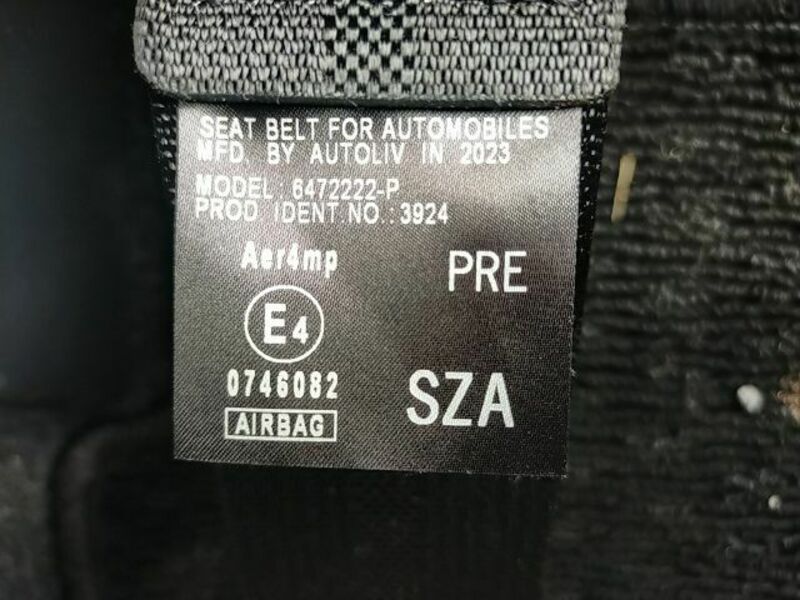 SEAT BELT FOR AUTOMOBILES
MFD. BY AUTOLIV IN 2023
MODEL: 6472222-P
PROD IDENT NO.: 3924
Aer4mp
PRE
E4
0746082
SZA
AIRBAG